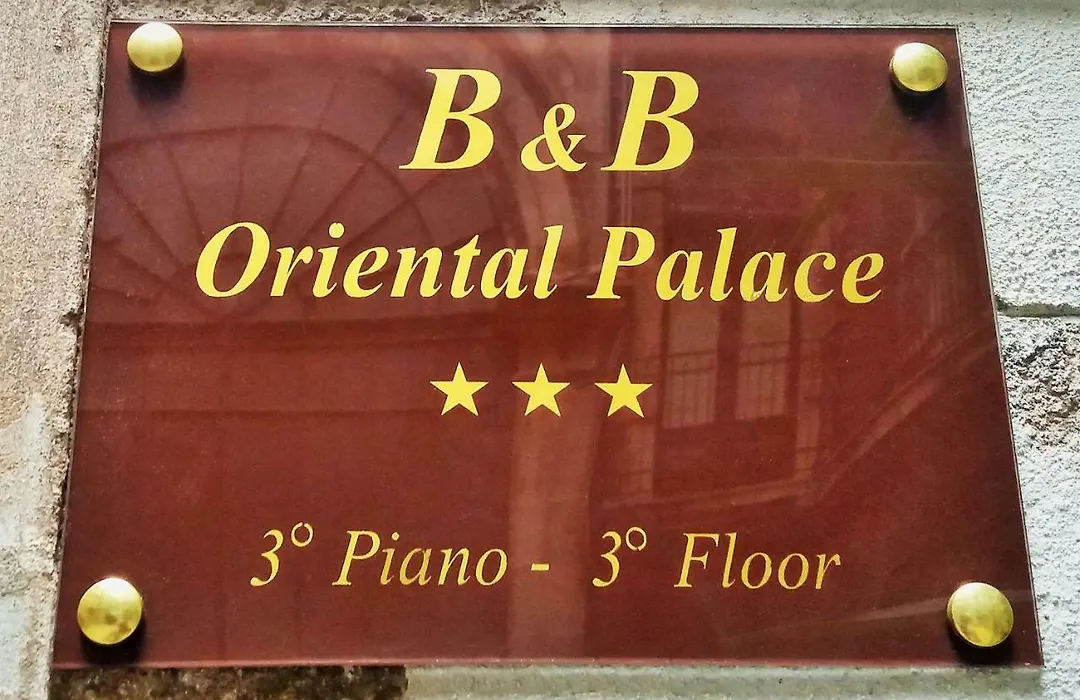 B & B
Oriental Palace
★ ★ ★
3° Piano - 3° Floor